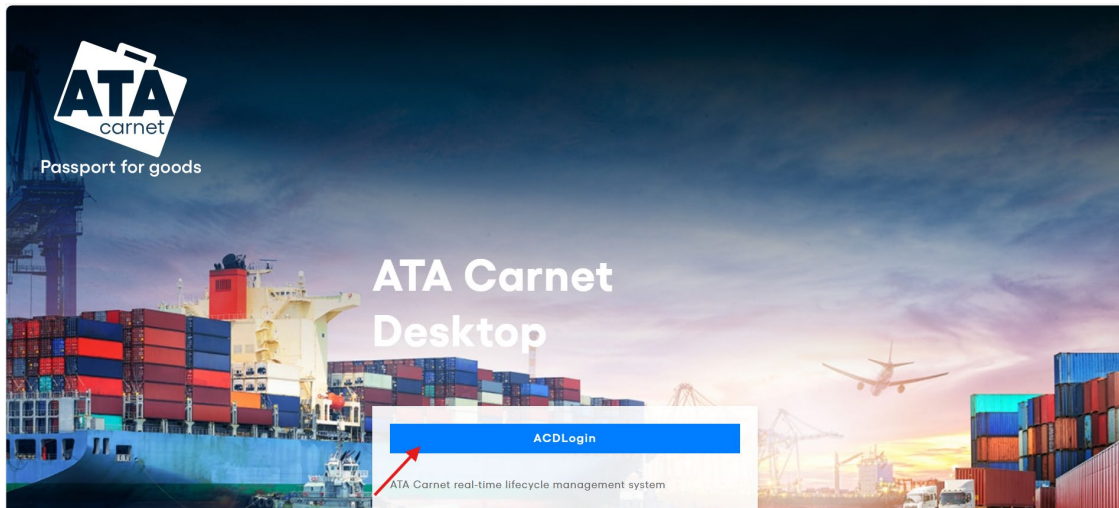 ATA
carnet
Passport for goods
ATA Carnet
Desktop
ACDLogin
ATA Carnet real-time lifecycle management system